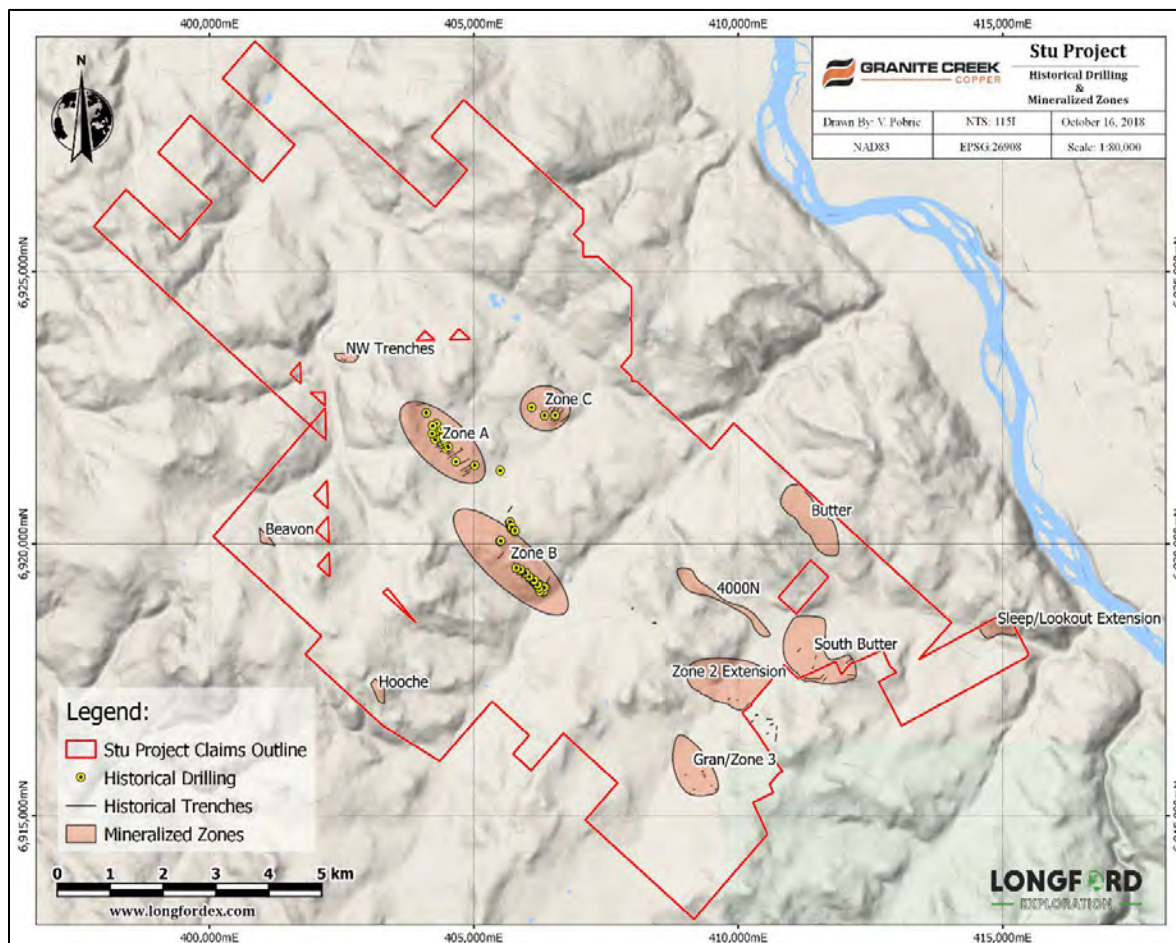 400,000mE
405,000mE
410,000mE
415,000mE
N
GRANITE CREEK
COPPER
Stu Project
Historical Drilling
&
Mineralized Zones
Drawn By: V. Pobric
NTS: 115I
October 16, 2018
NAD83
EPSG:26908
Scale: 1:80,000
6,925,000mN
NW Trenches
Zone C
Zone A
Butter
Beavon
6,920,000mN
Zone B
4000N
Sleep/Lookout Extension
South Butter
Zone 2 Extension
Hooche
Gran/Zone 3
6,915,000mN
Legend:
Stu Project Claims Outline
Historical Drilling
Historical Trenches
Mineralized Zones
0 1 2 3 4 5 km
www.longfordex.com
LONGFORD
EXPLORATION
400,000mE
405,000mE
410,000mE
415,000mE